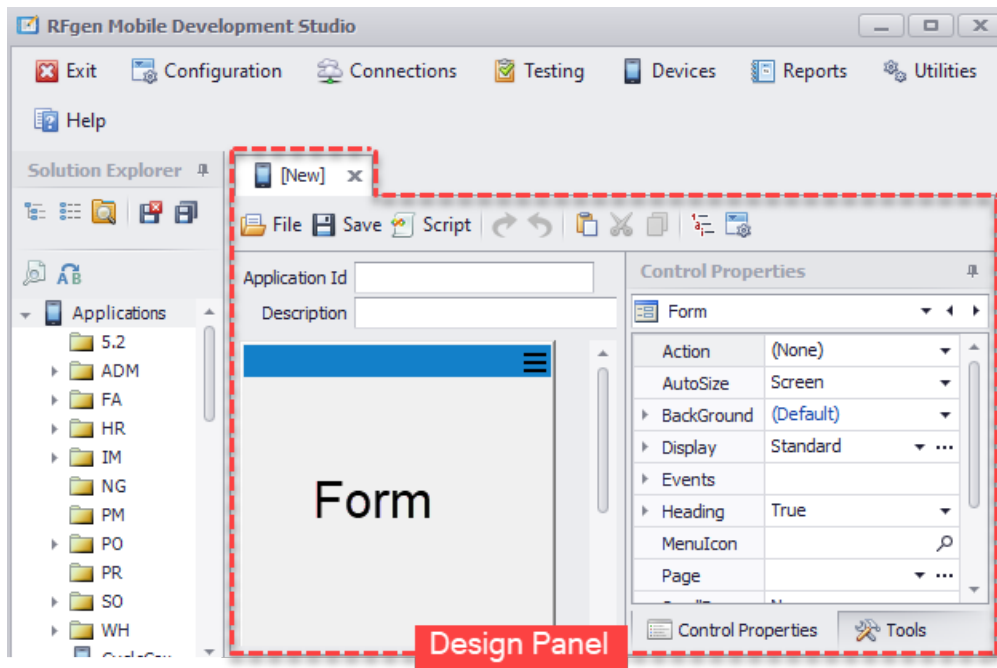 RFgen Mobile Development Studio
Exit Configuration Connections Testing Devices Reports Utilities
Help
Solution Explorer
[New]
File Save Script
Application Id
Description
Applications
5.2
ADM
FA
HR
IM
NG
PM
PO
PR
SO
WH
Form
Control Properties
Form
Action (None)
AutoSize Screen
BackGround (Default)
Display Standard
Events
Heading True
MenuIcon
Page
Control Properties Tools
Design Panel